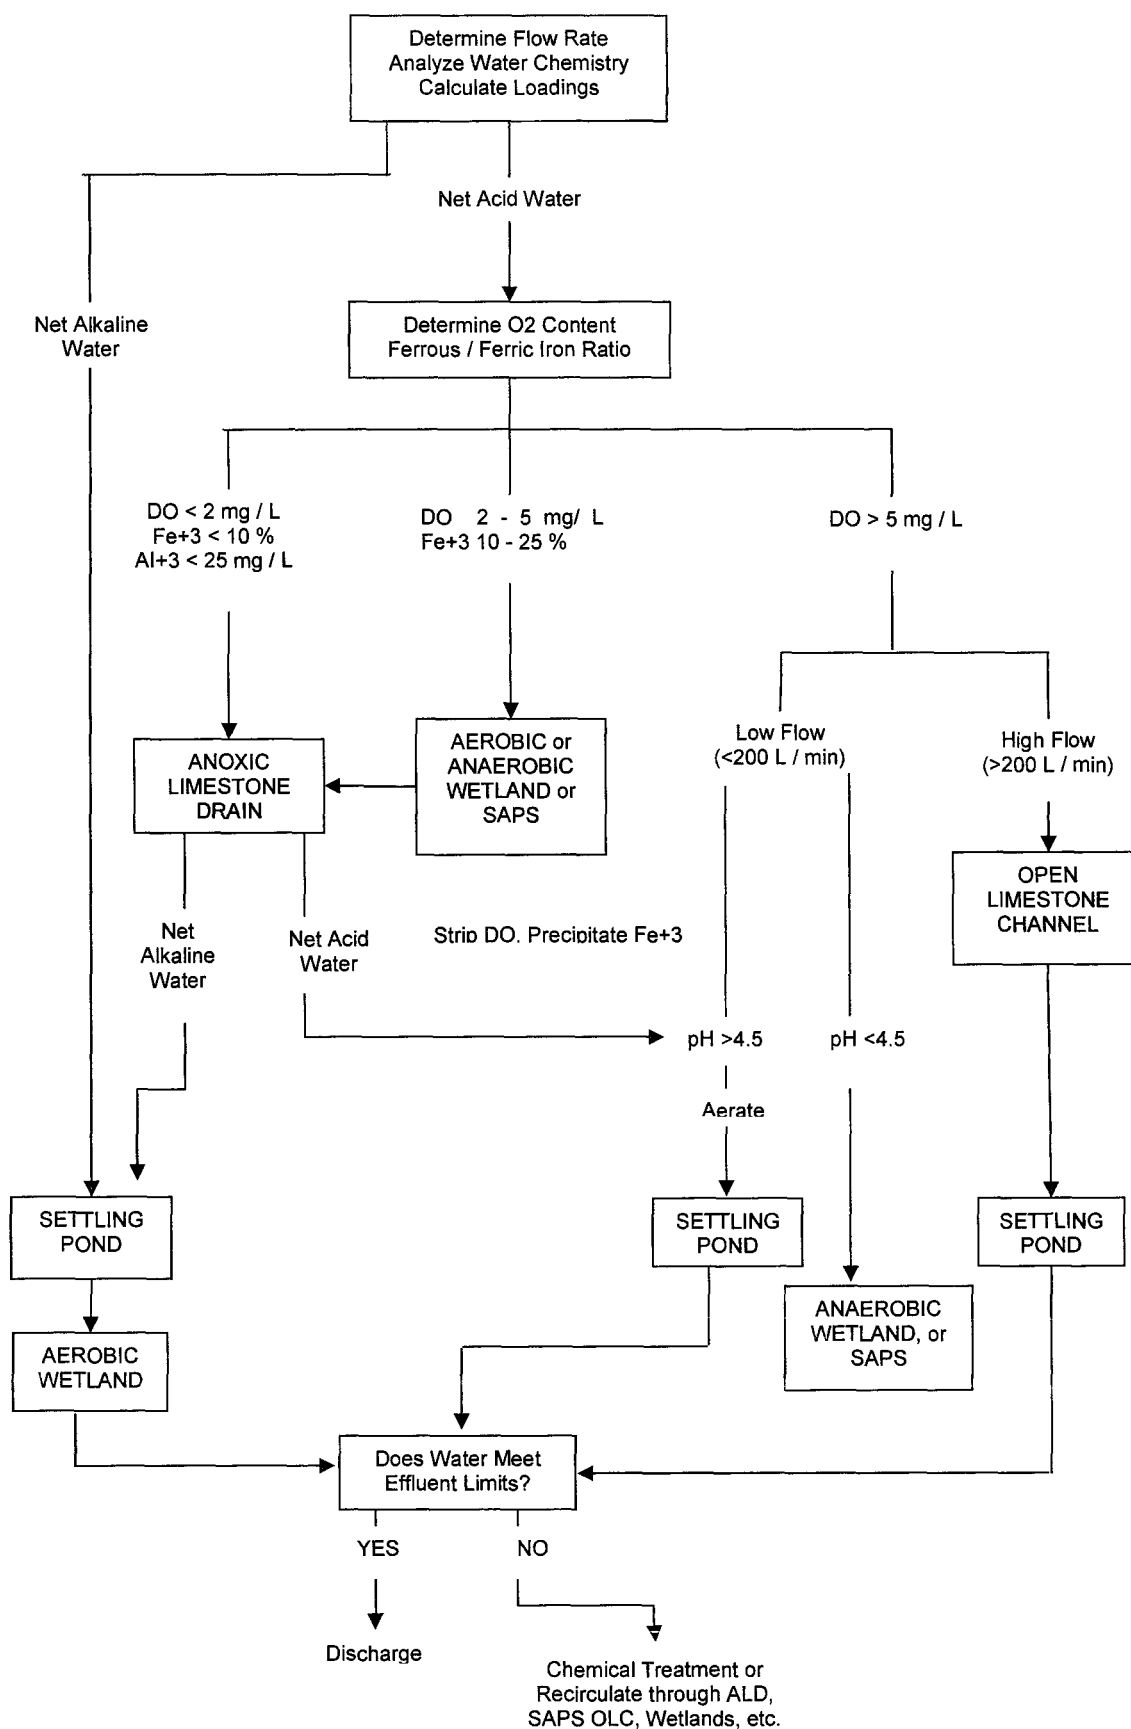 Determine Flow Rate
Analyze Water Chemistry
Calculate Loadings
Net Acid Water
Net Alkaline
Water
Determine O2 Content
Ferrous / Ferric Iron Ratio
DO < 2 mg / L
Fe+3 < 10 %
Al+3 < 25 mg / L
DO 2 - 5 mg/ L
Fe+3 10 - 25 %
DO > 5 mg / L
Low Flow
(<200 L / min)
High Flow
(>200 L / min)
ANOXIC
LIMESTONE
DRAIN
AEROBIC or
ANAEROBIC
WETLAND or
SAPS
OPEN
LIMESTONE
CHANNEL
Net
Alkaline
Water
Net Acid
Water
Strip DO, Precipitate Fe+3
pH >4.5
pH <4.5
Aerate
SETTLING
POND
SETTLING
POND
SETTLING
POND
ANAEROBIC
WETLAND, or
SAPS
AEROBIC
WETLAND
Does Water Meet
Effluent Limits?
YES
NO
Discharge
Chemical Treatment or
Recirculate through ALD,
SAPS OLC, Wetlands, etc.